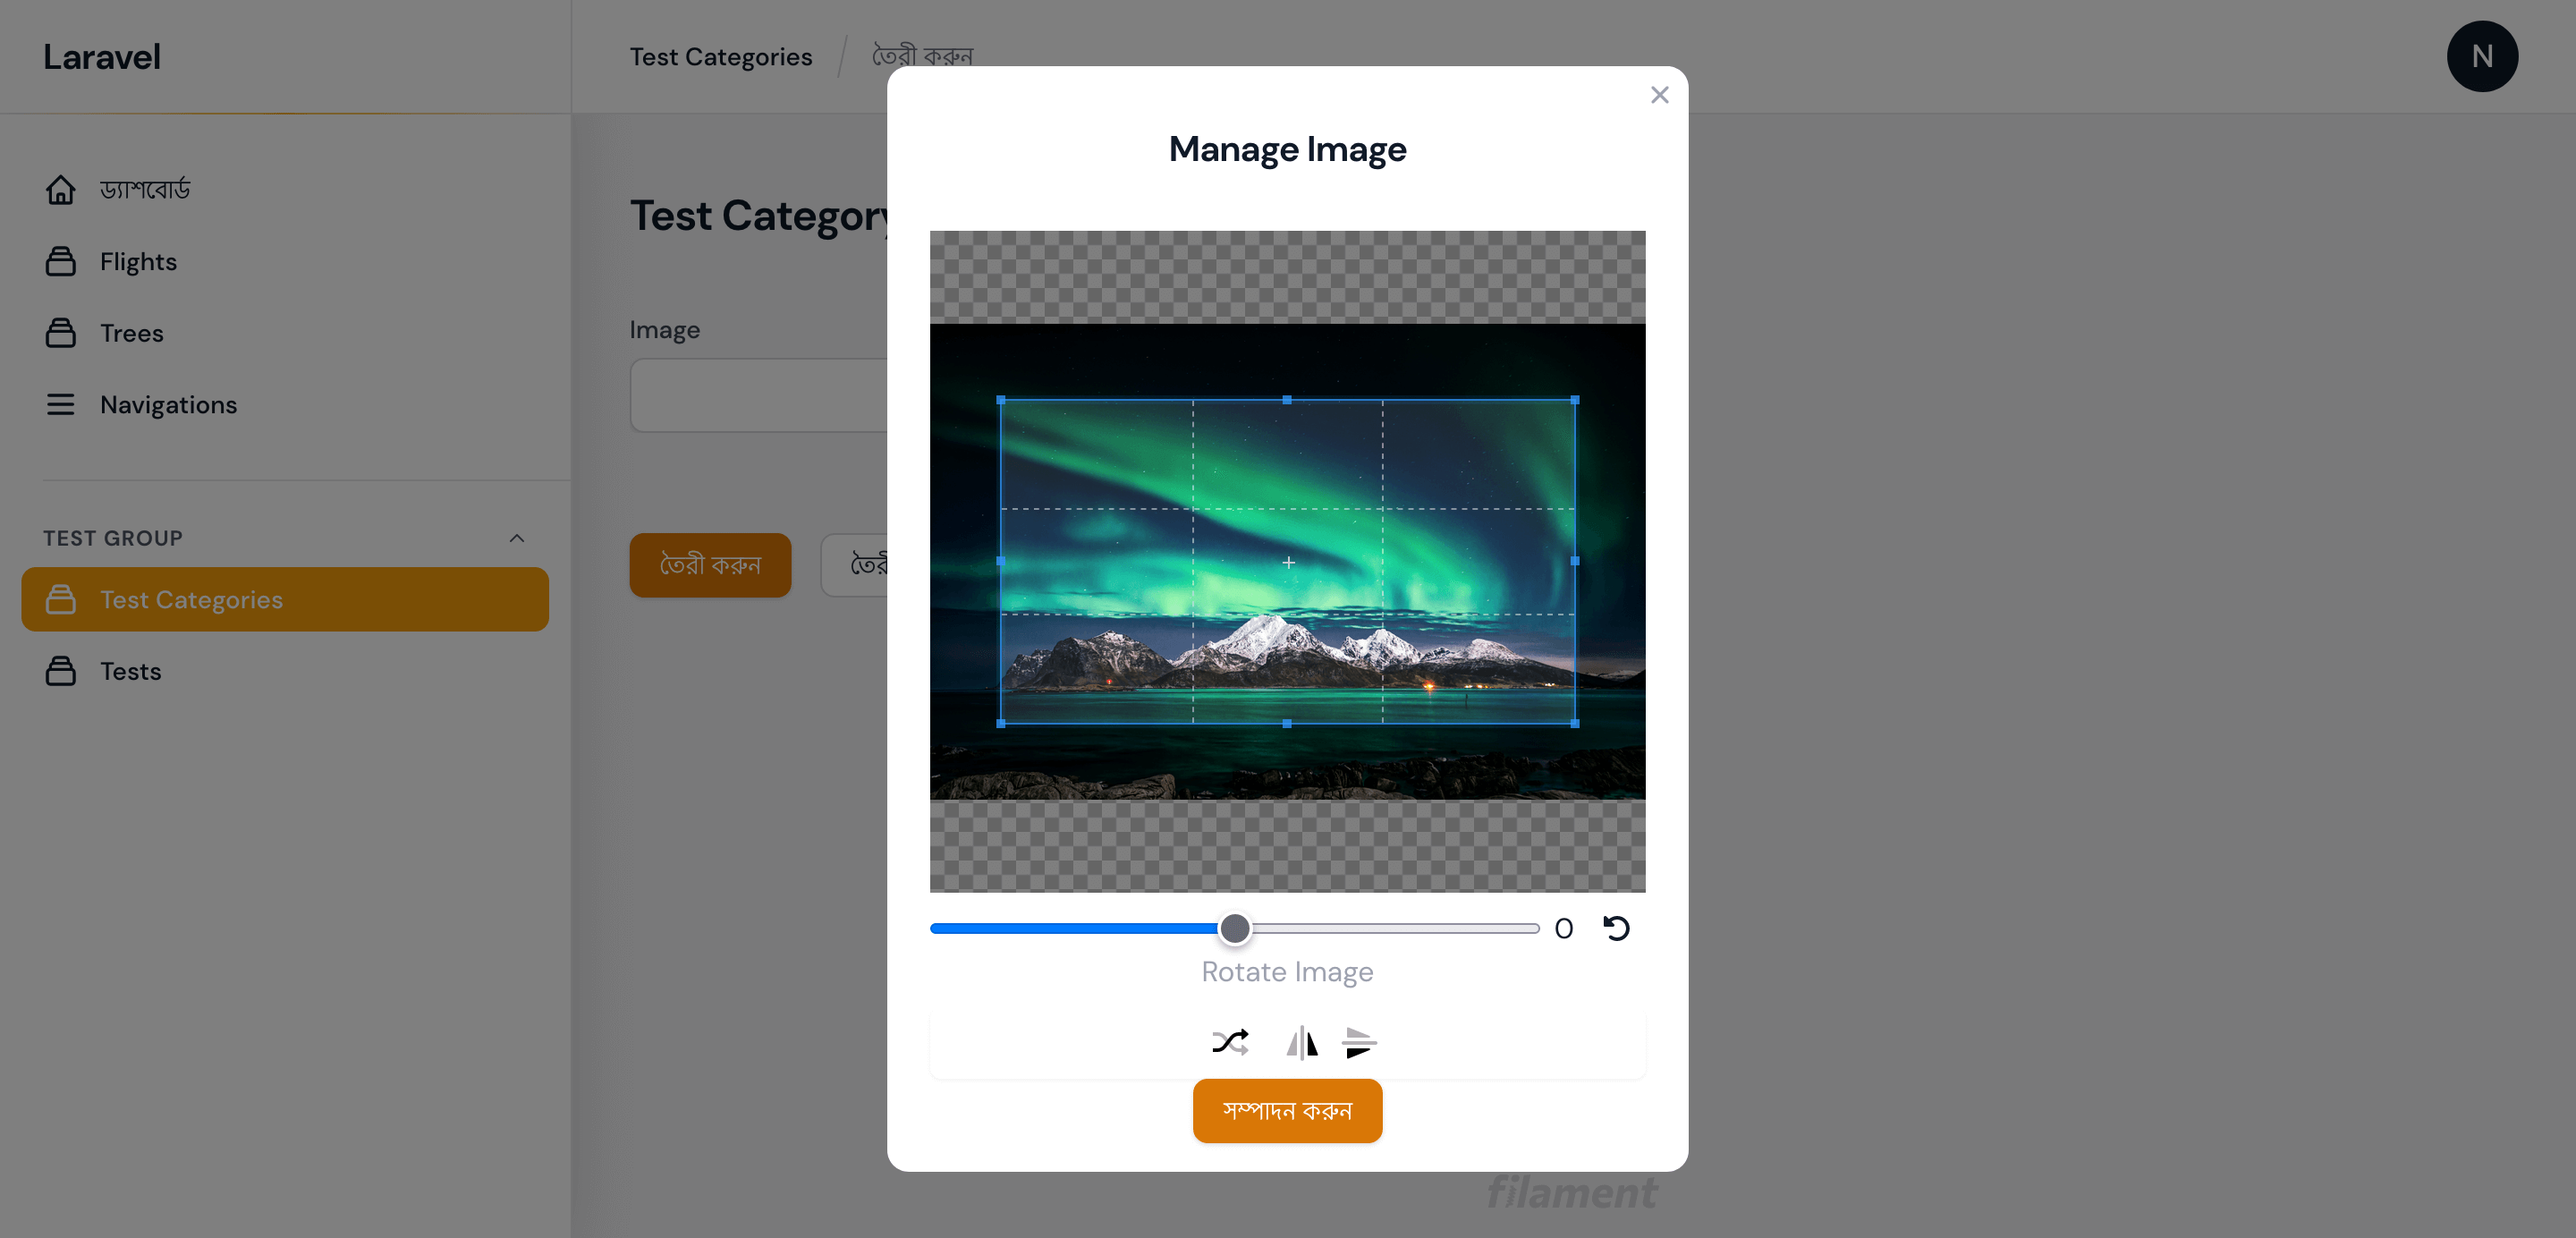 Laravel
Test Categories / তৈরী করুন
N
ড্যাশবোর্ড
Flights
Trees
Navigations
TEST GROUP
Test Categories
Tests
Test Category
Image
তৈরী করুন
Manage Image
0
Rotate Image
সম্পাদন করুন
filament